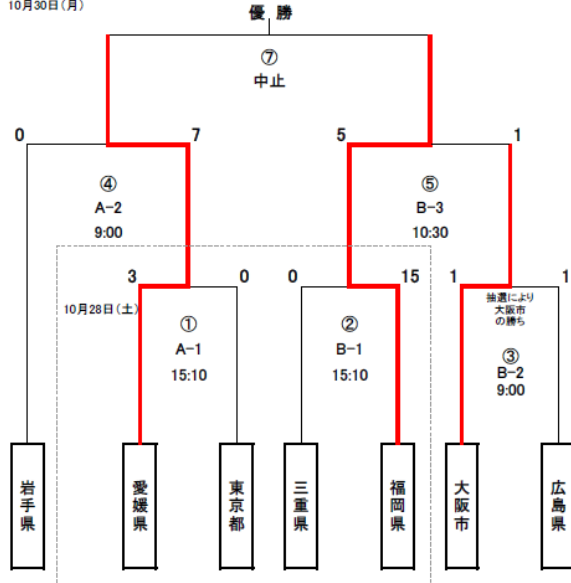 10月30日(月)
優 勝
⑦
中止
0
7
5
1
④
A-2
9:00
⑤
B-3
10:30
3
0
0
15
1
1
10月28日(土)
①
A-1
15:10
②
B-1
15:10
抽選により
大阪市
の勝ち
③
B-2
9:00
岩手県
愛媛県
東京都
三重県
福岡県
大阪市
広島県